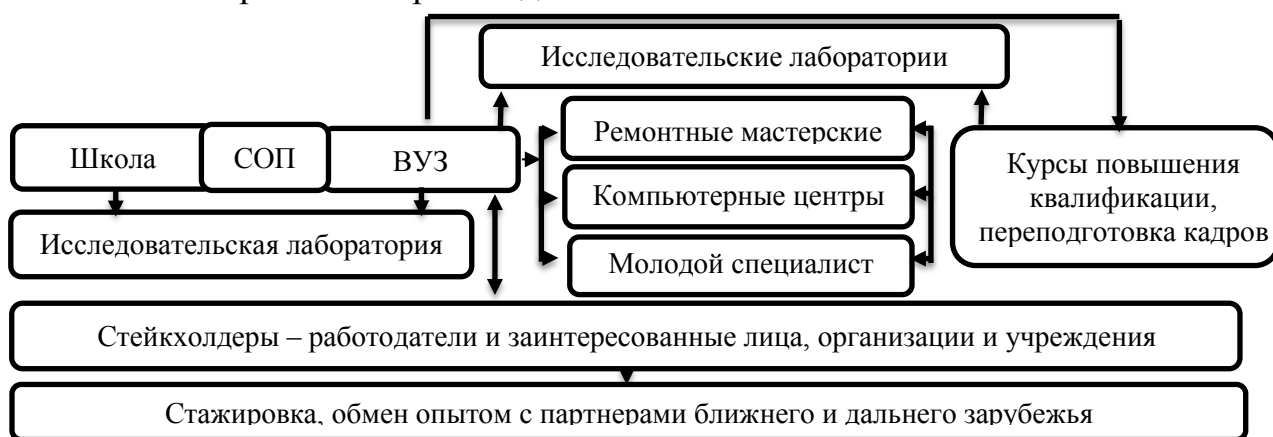 Исследовательские лаборатории
Школа
СОП
ВУЗ
Ремонтные мастерские
Компьютерные центры
Молодой специалист
Курсы повышения
квалификации,
переподготовка кадров
Исследовательская лаборатория
Стейкхолдеры – работодатели и заинтересованные лица, организации и учреждения
Стажировка, обмен опытом с партнерами ближнего и дальнего зарубежья